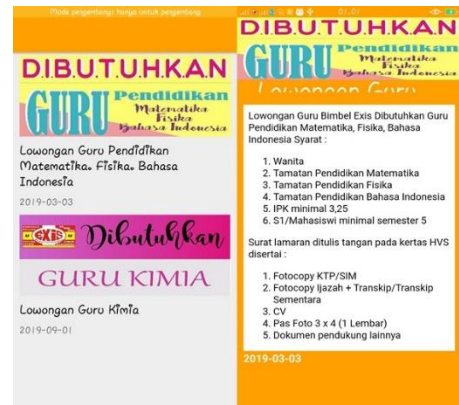 Mode pengembang: hanya untuk pengembang
D.I.B.U.T.U.H.K.A.N
GURU
Pendidikan
Matematika
Fisika
Bahasa Indonesia
Lowongan Guru Pendidikan
Matematika, Fisika, Bahasa
Indonesia
2019-03-03
EXIS
Dibutuhkan
GURU KIMIA
Lowongan Guru Kimia
2019-09-01
01.01
D.I.B.U.T.U.H.K.A.N
GURU
Pendidikan
Matematika
Fisika
Bahasa Indonesia
Lowongan Guru
Lowongan Guru Bimbel Exis Dibutuhkan Guru
Pendidikan Matematika, Fisika, Bahasa
Indonesia Syarat :
1. Wanita
2. Tamatan Pendidikan Matematika
3. Tamatan Pendidikan Fisika
4. Tamatan Pendidikan Bahasa Indonesia
5. IPK minimal 3,25
6. S1/Mahasiswi minimal semester 5
Surat lamaran ditulis tangan pada kertas HVS
disertai :
1. Fotocopy KTP/SIM
2. Fotocopy Ijazah + Transkip/Transkip
Sementara
3. CV
4. Pas Foto 3 x 4 (1 Lembar)
5. Dokumen pendukung lainnya
2019-03-03